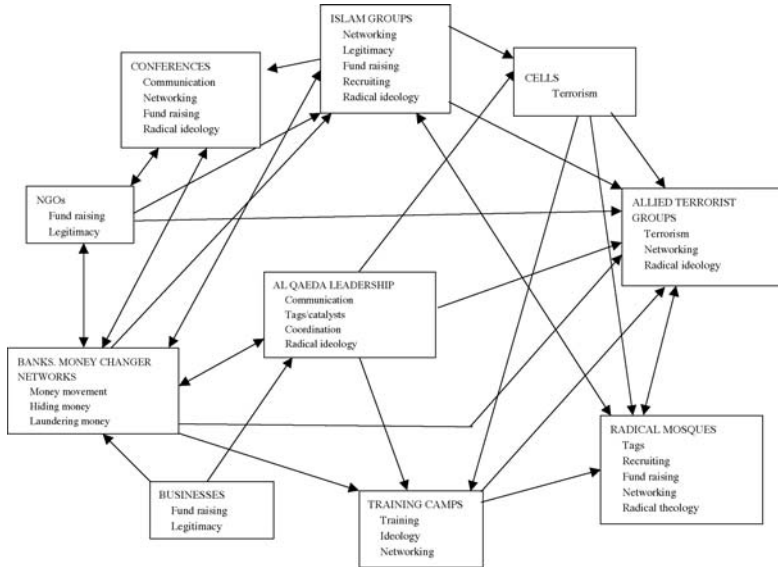 ISLAM GROUPS
Networking
Legitimacy
Fund raising
Recruiting
Radical ideology
CONFERENCES
Communication
Networking
Fund raising
Radical ideology
CELLS
Terrorism
NGOs
Fund raising
Legitimacy
ALLIED TERRORIST
GROUPS
Terrorism
Networking
Radical ideology
AL QAEDA LEADERSHIP
Communication
Tags/catalysts
Coordination
Radical ideology
BANKS. MONEY CHANGER
NETWORKS
Money movement
Hiding money
Laundering money
RADICAL MOSQUES
Tags
Recruiting
Fund raising
Networking
Radical theology
BUSINESSES
Fund raising
Legitimacy
TRAINING CAMPS
Training
Ideology
Networking